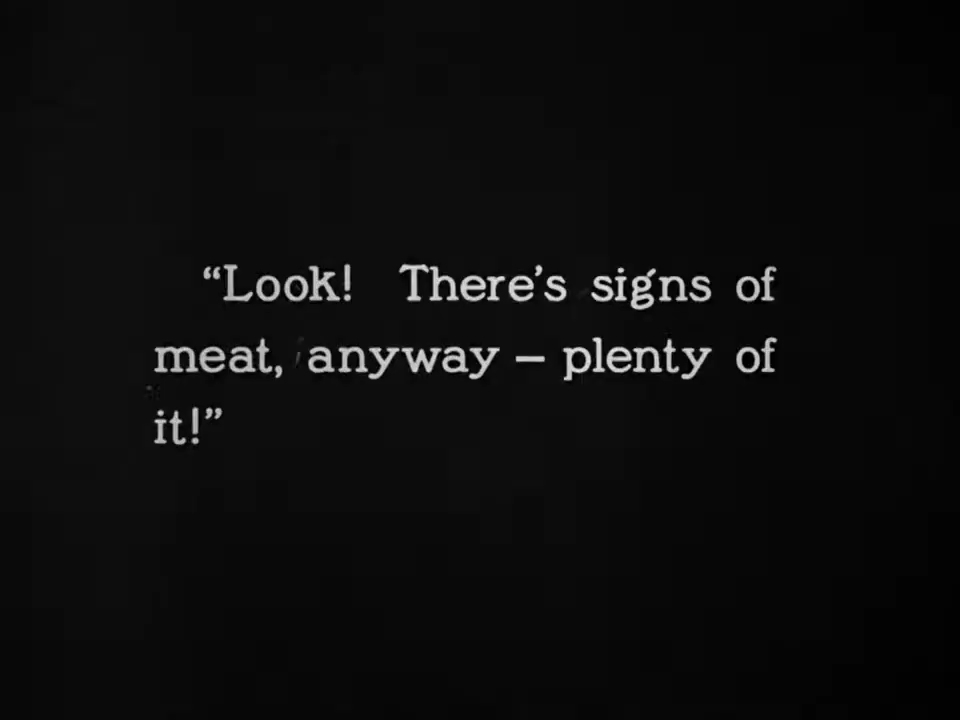 “Look! There’s signs of
meat, anyway – plenty of
it!”